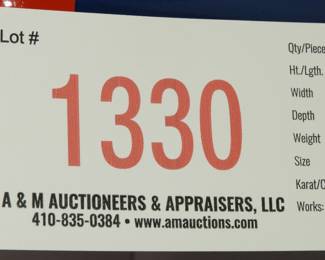 Lot #
1330
A & M AUCTIONEERS & APPRAISERS, LLC
410-835-0384 • www.amauctions.com
Qty/Piece
Ht./Lgth.
Width
Depth
Weight
Size
Karat/C
Works: